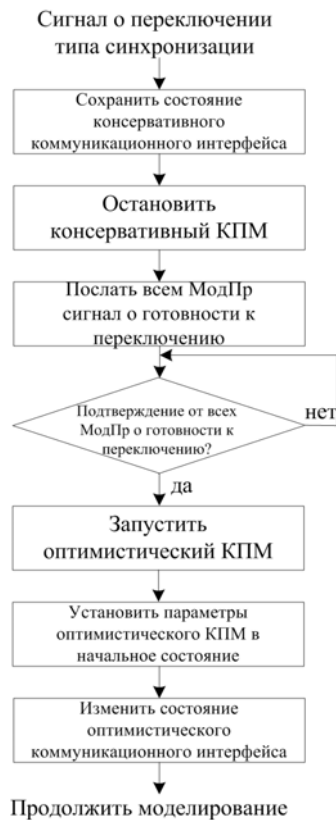 Сигнал о переключении
типа синхронизации
Сохранить состояние
консервативного
коммуникационного интерфейса
Остановить
консервативный КПМ
Послать всем МодПр
сигнал о готовности к
переключению
Подтверждение от всех
МодПр о готовности к
переключению?
нет
да
Запустить
оптимистический КПМ
Установить параметры
оптимистического КПМ в
начальное состояние
Изменить состояние
оптимистического
коммуникационного интерфейса
Продолжить моделирование